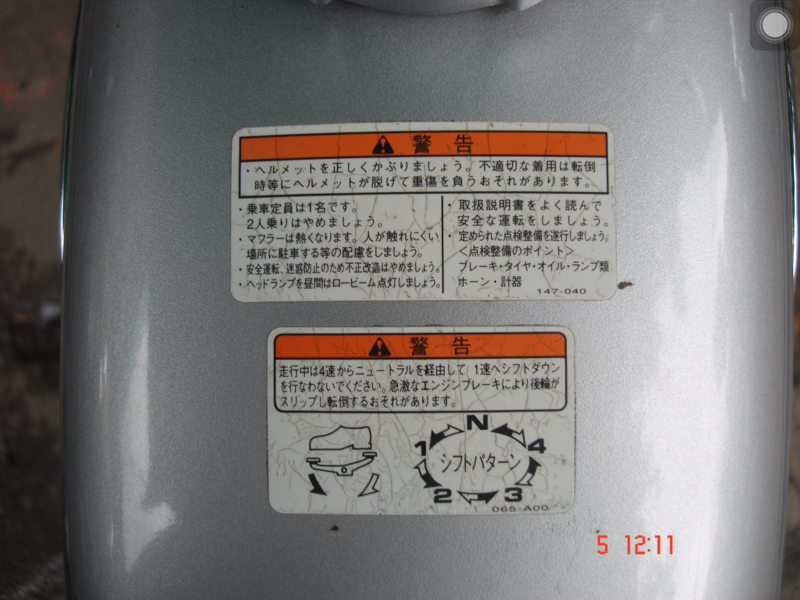 警告
・ヘルメットを正しくかぶりましょう。不適切な着用は転倒
時等にヘルメットが脱げて重傷を負うおそれがあります。
・乗車定員は1名です。
2人乗りはやめましょう。
・マフラーは熱くなります。人が触れにくい
場所に駐車する等の配慮をしましょう。
・安全運転、迷惑防止のため不正改造はやめましょう。
・ヘッドランプを昼間はロービーム点灯しましょう。
・取扱説明書をよく読んで
安全な運転をしましょう。
・定められた点検整備を遂行しましょう。
<点検整備のポイント>
ブレーキ・タイヤ・オイル・ランプ類
ホーン・計器
147-040
警告
走行中は4速からニュートラルを経由して1速へシフトダウン
を行なわないでください。急激なエンジンブレーキにより後輪が
スリップし転倒するおそれがあります。
N
1 4
シフトパターン
2 3
065-A00
5 12:11